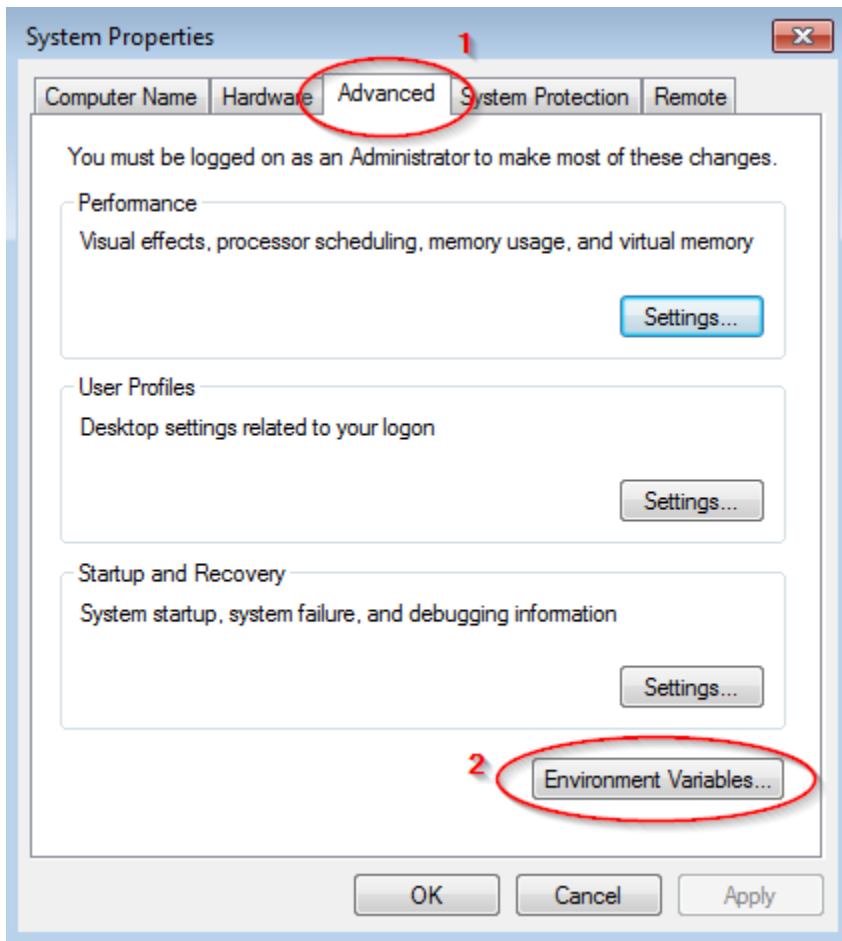 System Properties
1
Computer Name Hardware Advanced System Protection Remote
You must be logged on as an Administrator to make most of these changes.
Performance
Visual effects, processor scheduling, memory usage, and virtual memory
Settings...
User Profiles
Desktop settings related to your logon
Settings...
Startup and Recovery
System startup, system failure, and debugging information
Settings...
2
Environment Variables...
OK Cancel Apply